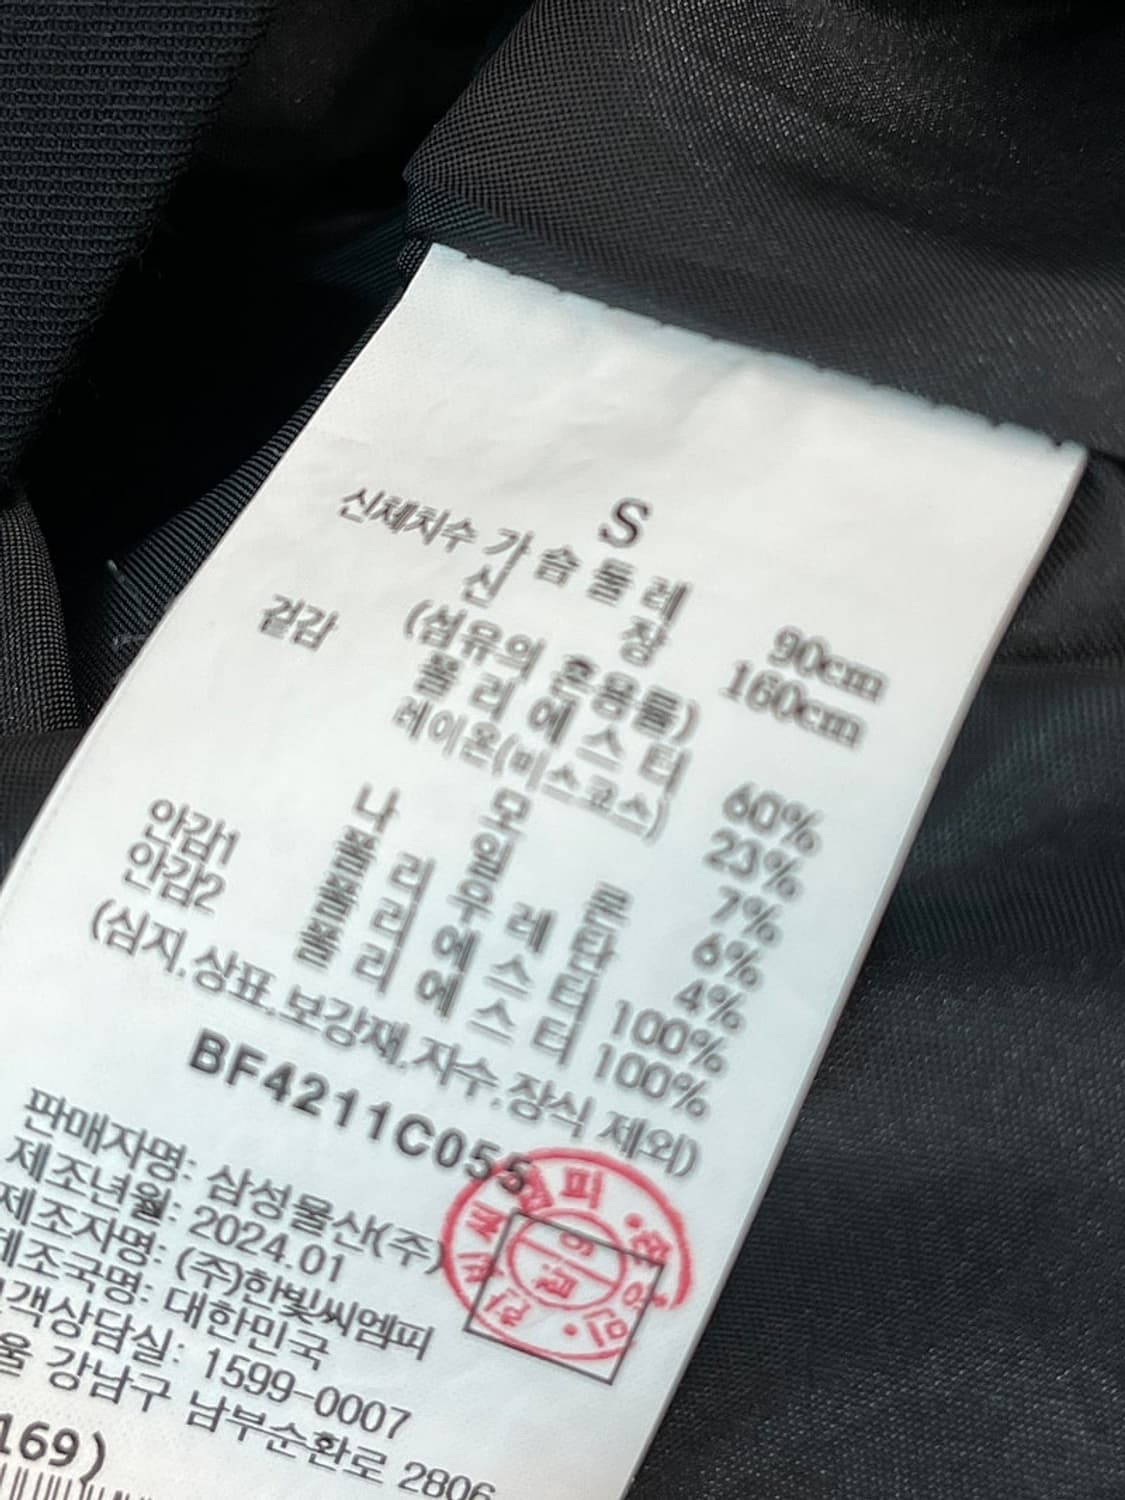 S
신체치수 가슴둘레 90cm
신장 160cm
(섬유의 혼용률)
겉감 폴리에스터 60%
레이온(비스코스) 23%
모 7%
나일론 6%
폴리우레탄 4%
안감1 폴리에스터 100%
안감2 폴리에스터 100%
(심지,상표,보강재,자수,장식 제외)
BF4211C055
판매자명: 삼성물산(주)
제조년월: 2024.01
제조자명: (주)한빛씨엠피
제조국명: 대한민국
객상담실: 1599-0007
울 강남구 남부순환로 2806
169)